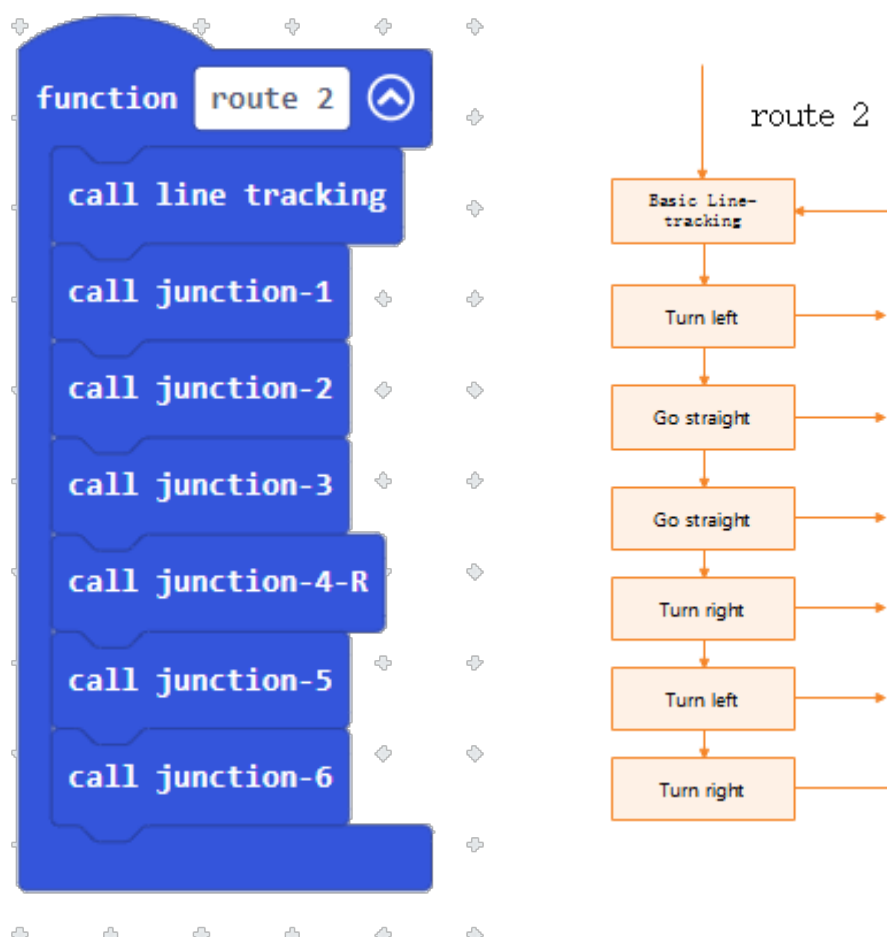 function route 2
call line tracking
call junction-1
call junction-2
call junction-3
call junction-4-R
call junction-5
call junction-6
route 2
Basic Line-
tracking
Turn left
Go straight
Go straight
Turn right
Turn left
Turn right